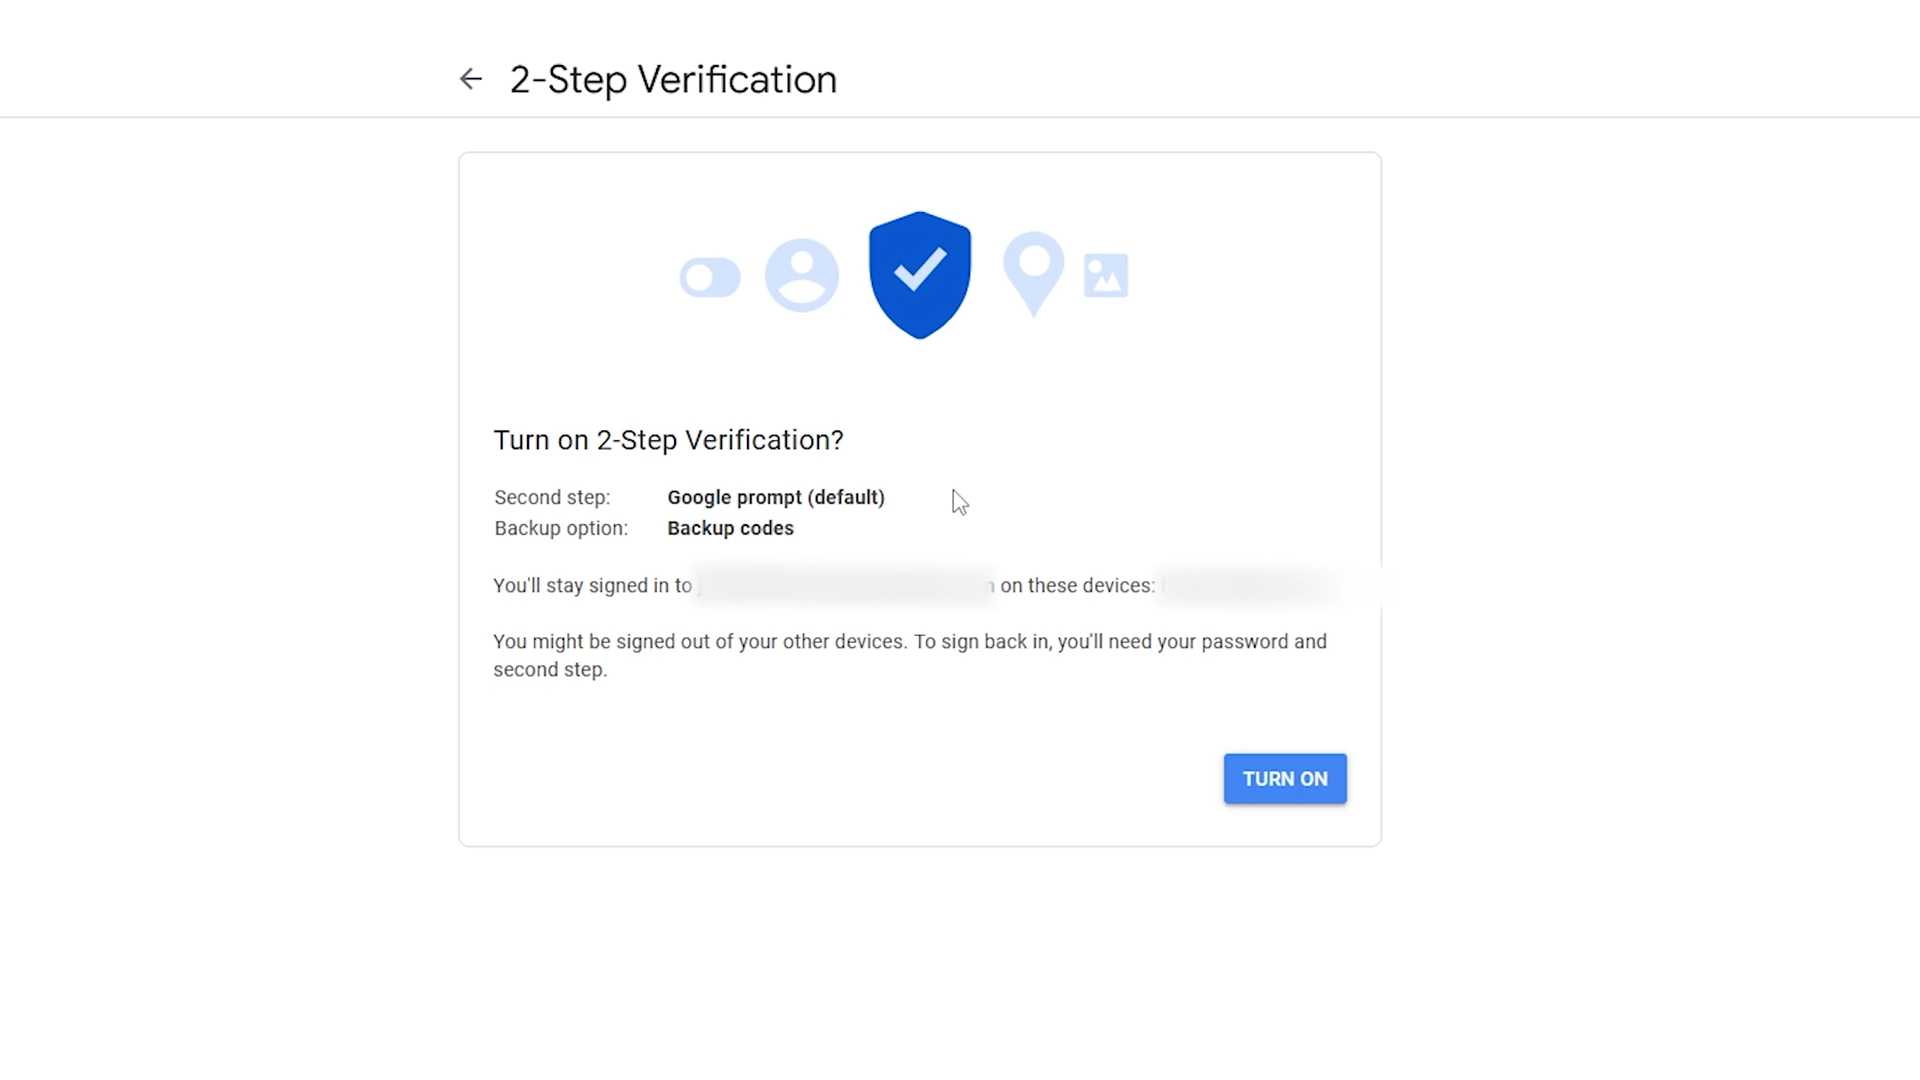 2-Step Verification
Turn on 2-Step Verification?
Second step: Google prompt (default)
Backup option: Backup codes
You'll stay signed in to on these devices:
You might be signed out of your other devices. To sign back in, you'll need your password and
second step.
TURN ON